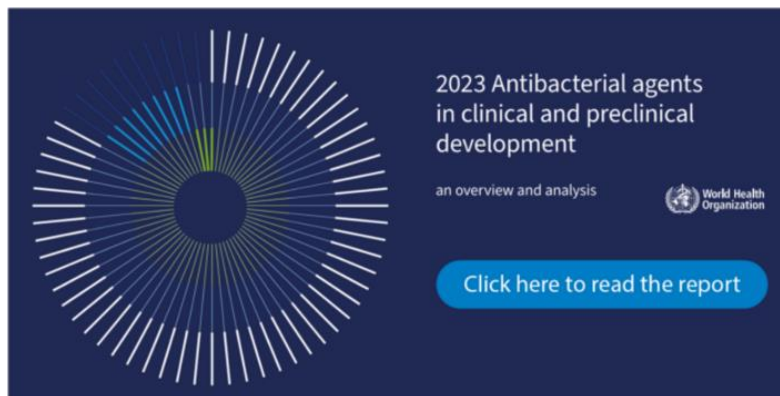 2023 Antibacterial agents
in clinical and preclinical
development
an overview and analysis
World Health
Organization
Click here to read the report